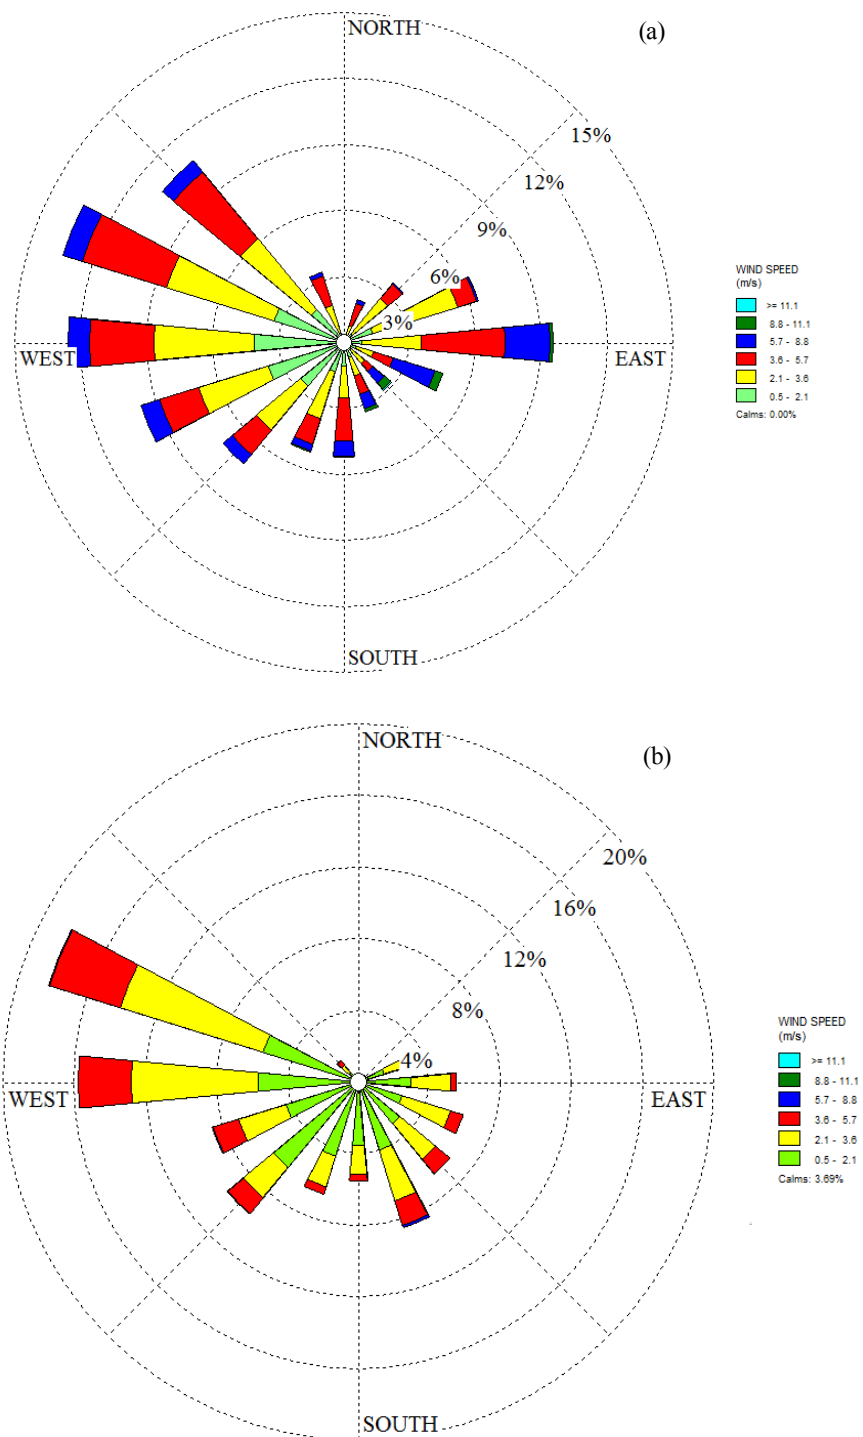 NORTH
(a)
15%
12%
9%
6%
3%
WEST
EAST
SOUTH
WIND SPEED
(m/s)
>= 11.1
8.8 - 11.1
5.7 - 8.8
3.6 - 5.7
2.1 - 3.6
0.5 - 2.1
Calms: 0.00%
NORTH
(b)
20%
16%
12%
8%
4%
WEST
EAST
SOUTH
WIND SPEED
(m/s)
>= 11.1
8.8 - 11.1
5.7 - 8.8
3.6 - 5.7
2.1 - 3.6
0.5 - 2.1
Calms: 3.69%